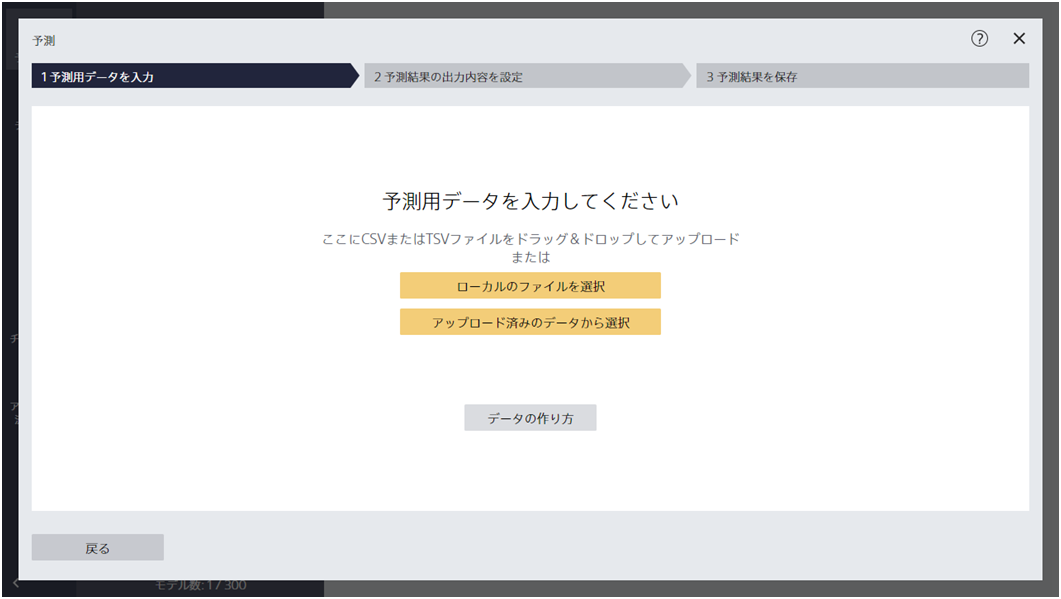 予測
1 予測用データを入力
2 予測結果の出力内容を設定
3 予測結果を保存
予測用データを入力してください
ここにCSVまたはTSVファイルをドラッグ＆ドロップしてアップロード
または
ローカルのファイルを選択
アップロード済みのデータから選択
データの作り方
戻る
モデル数: 1 / 300